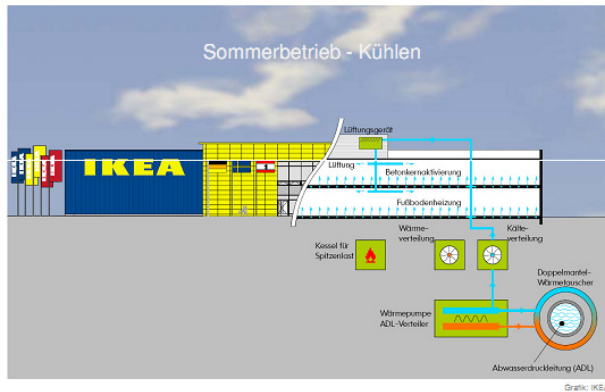 Sommerbetrieb - Kühlen
Lüftungsgerät
IKEA
Lüftung
Betonkernaktivierung
Fußbodenheizung
Kessel für
Spitzenlast
Wärme-
verteilung
Kälte-
verteilung
Doppelmantel-
Wärmetauscher
Wärmepumpe
ADL-Verteiler
Abwasserdruckleitung (ADL)
Grafik: IKEA